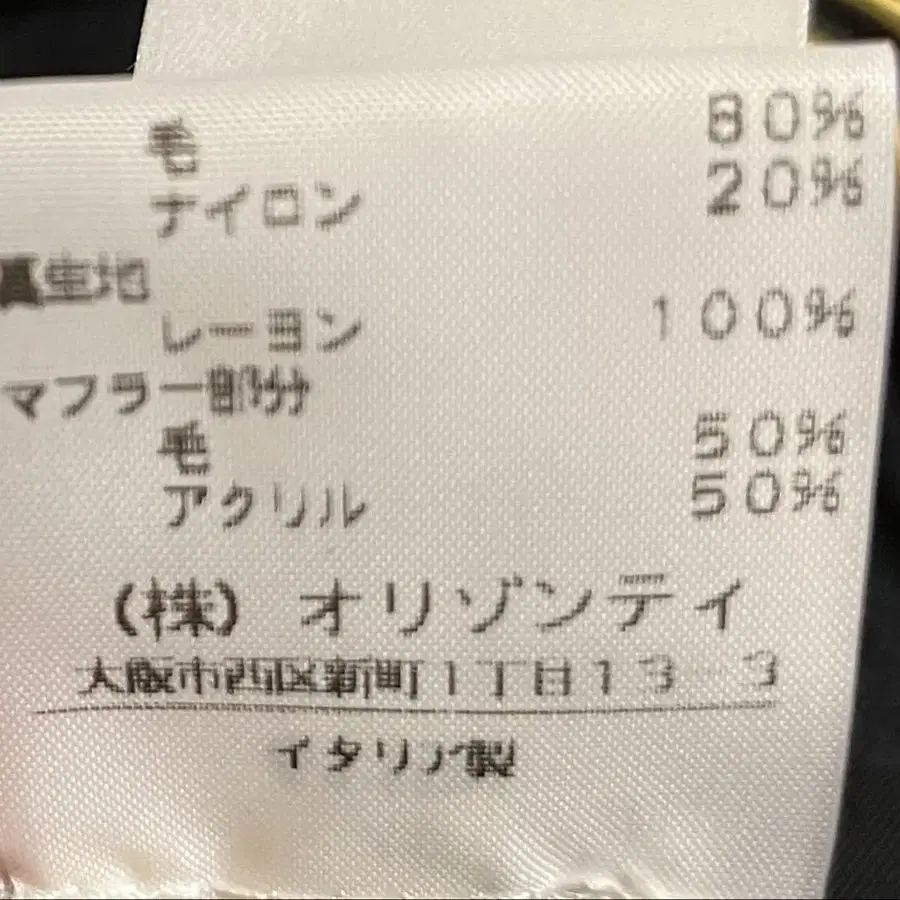 毛 80%
ナイロン 20%
裏生地
レーヨン 100%
マフラー部分
毛 50%
アクリル 50%
(株) オリゾンティ
大阪市西区新町1丁目13 3
イタリア製